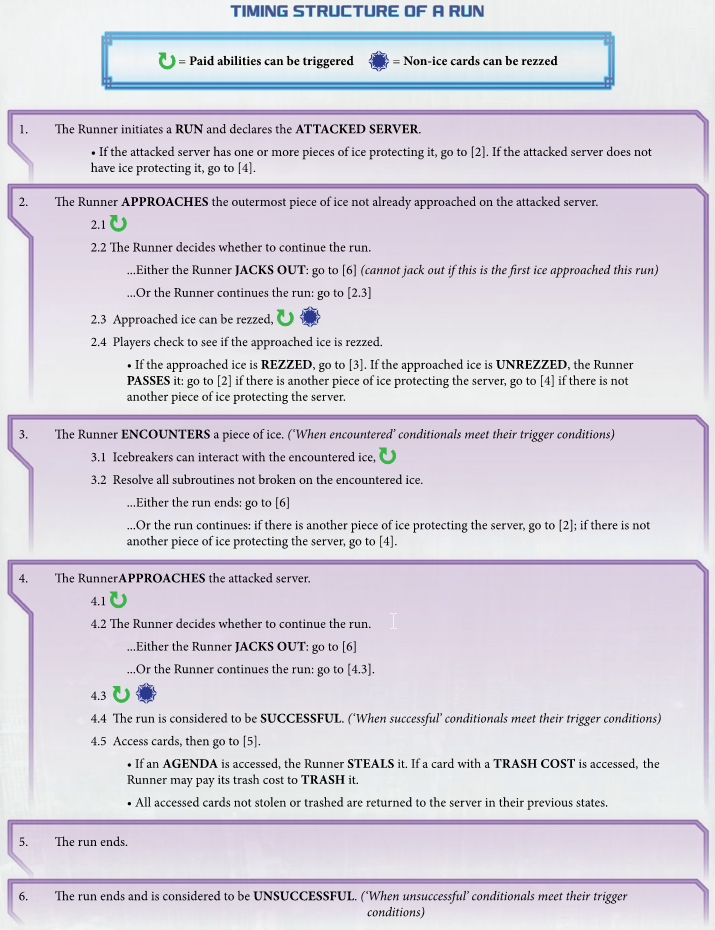 TIMING STRUCTURE OF A RUN
= Paid abilities can be triggered = Non-ice cards can be rezzed
1. The Runner initiates a RUN and declares the ATTACKED SERVER.
• If the attacked server has one or more pieces of ice protecting it, go to [2]. If the attacked server does not
have ice protecting it, go to [4].
2. The Runner APPROACHES the outermost piece of ice not already approached on the attacked server.
2.1
2.2 The Runner decides whether to continue the run.
...Either the Runner JACKS OUT: go to [6] (cannot jack out if this is the first ice approached this run)
...Or the Runner continues the run: go to [2.3]
2.3 Approached ice can be rezzed,
2.4 Players check to see if the approached ice is rezzed.
• If the approached ice is REZZED, go to [3]. If the approached ice is UNREZZED, the Runner
PASSES it: go to [2] if there is another piece of ice protecting the server, go to [4] if there is not
another piece of ice protecting the server.
3. The Runner ENCOUNTERS a piece of ice. (‘When encountered’ conditionals meet their trigger conditions)
3.1 Icebreakers can interact with the encountered ice,
3.2 Resolve all subroutines not broken on the encountered ice.
...Either the run ends: go to [6]
...Or the run continues: if there is another piece of ice protecting the server, go to [2]; if there is not
another piece of ice protecting the server, go to [4].
4. The RunnerAPPROACHES the attacked server.
4.1
4.2 The Runner decides whether to continue the run.
...Either the Runner JACKS OUT: go to [6]
...Or the Runner continues the run: go to [4.3].
4.3
4.4 The run is considered to be SUCCESSFUL. (‘When successful’ conditionals meet their trigger conditions)
4.5 Access cards, then go to [5].
• If an AGENDA is accessed, the Runner STEALS it. If a card with a TRASH COST is accessed, the
Runner may pay its trash cost to TRASH it.
• All accessed cards not stolen or trashed are returned to the server in their previous states.
5. The run ends.
6. The run ends and is considered to be UNSUCCESSFUL. (‘When unsuccessful’ conditionals meet their trigger
conditions)